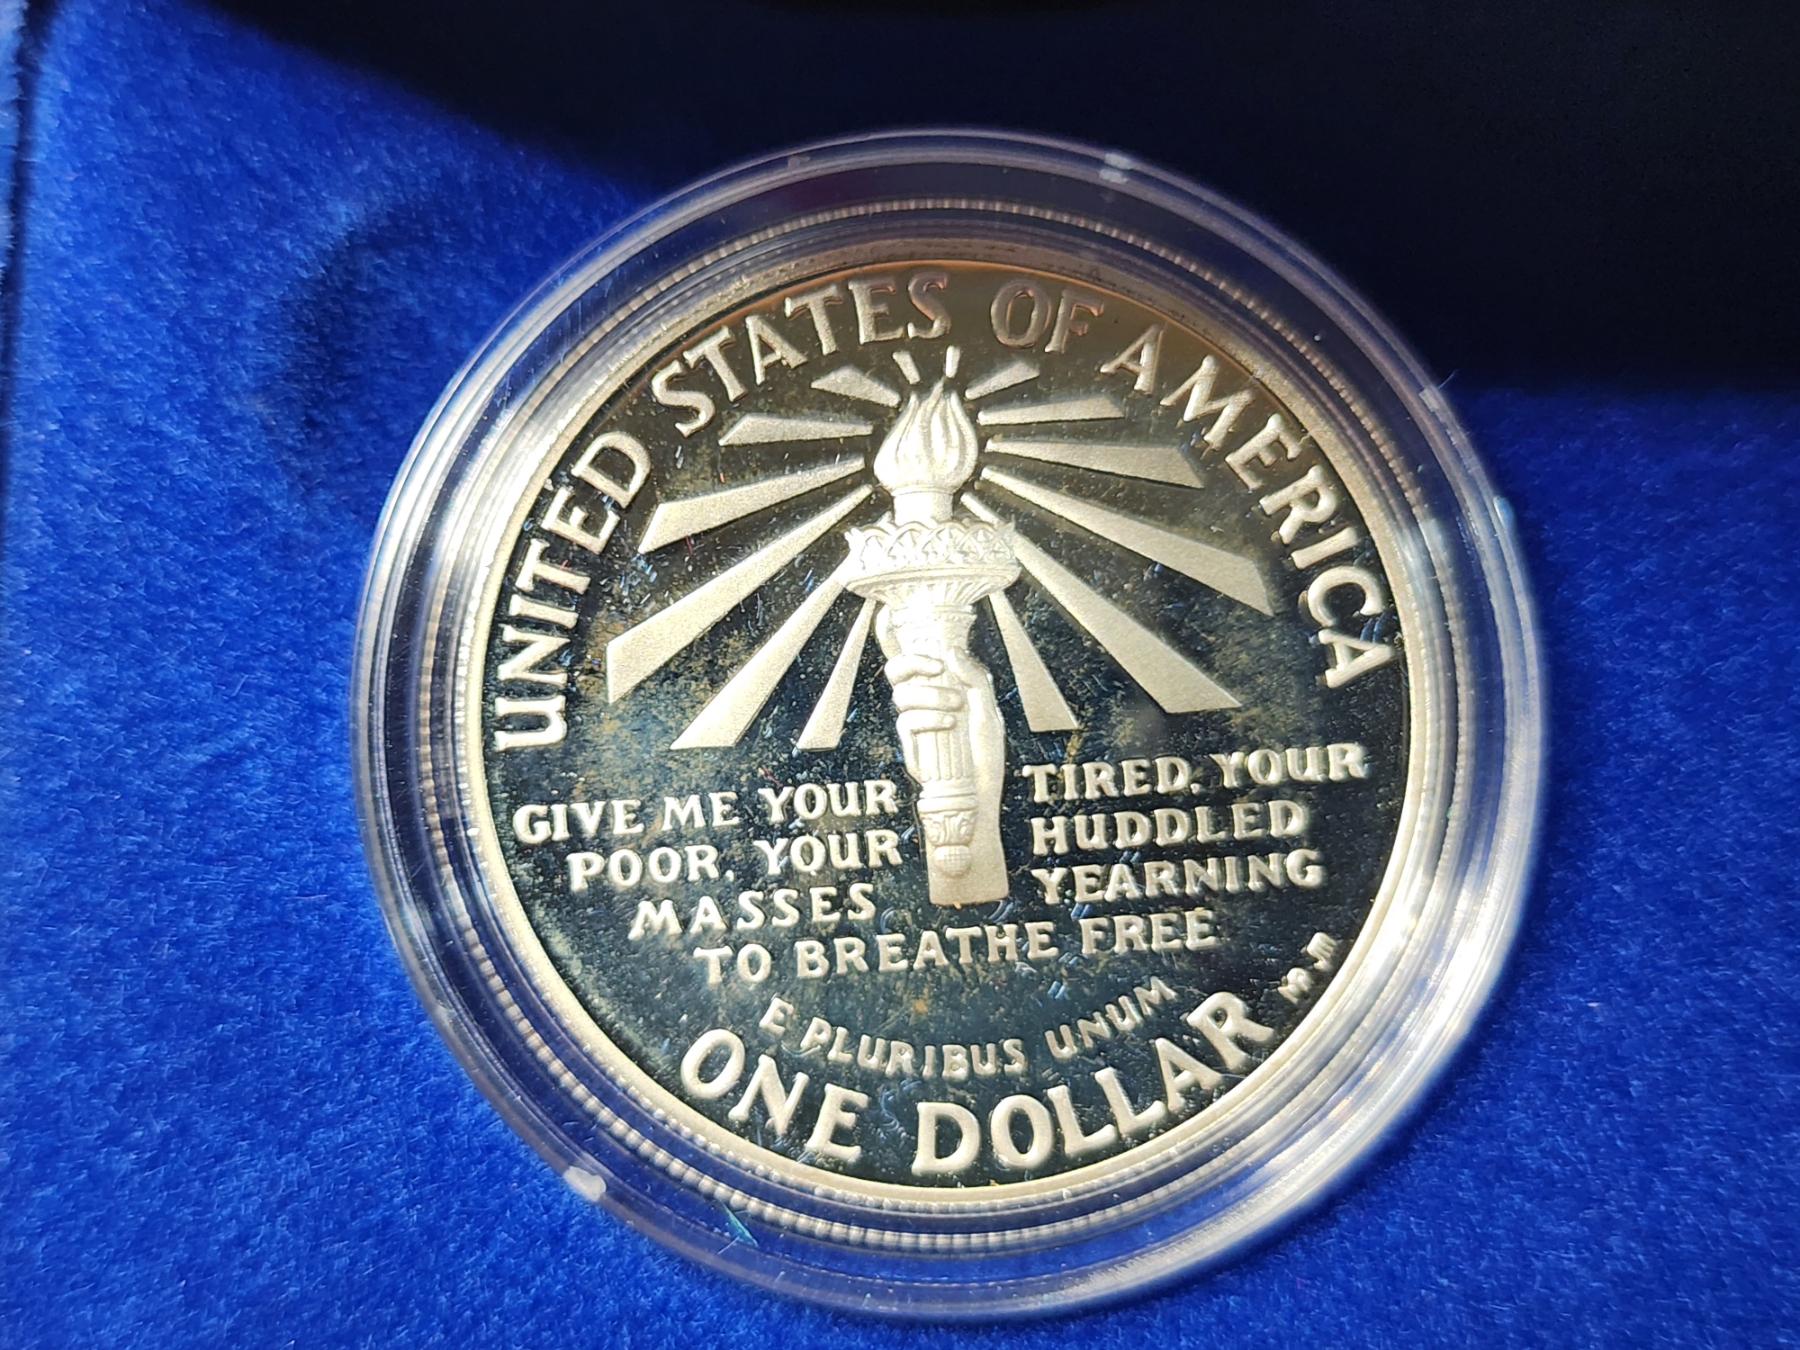 UNITED STATES OF AMERICA
GIVE ME YOUR TIRED, YOUR
POOR, YOUR HUDDLED
MASSES YEARNING
TO BREATHE FREE
E PLURIBUS UNUM
ONE DOLLAR